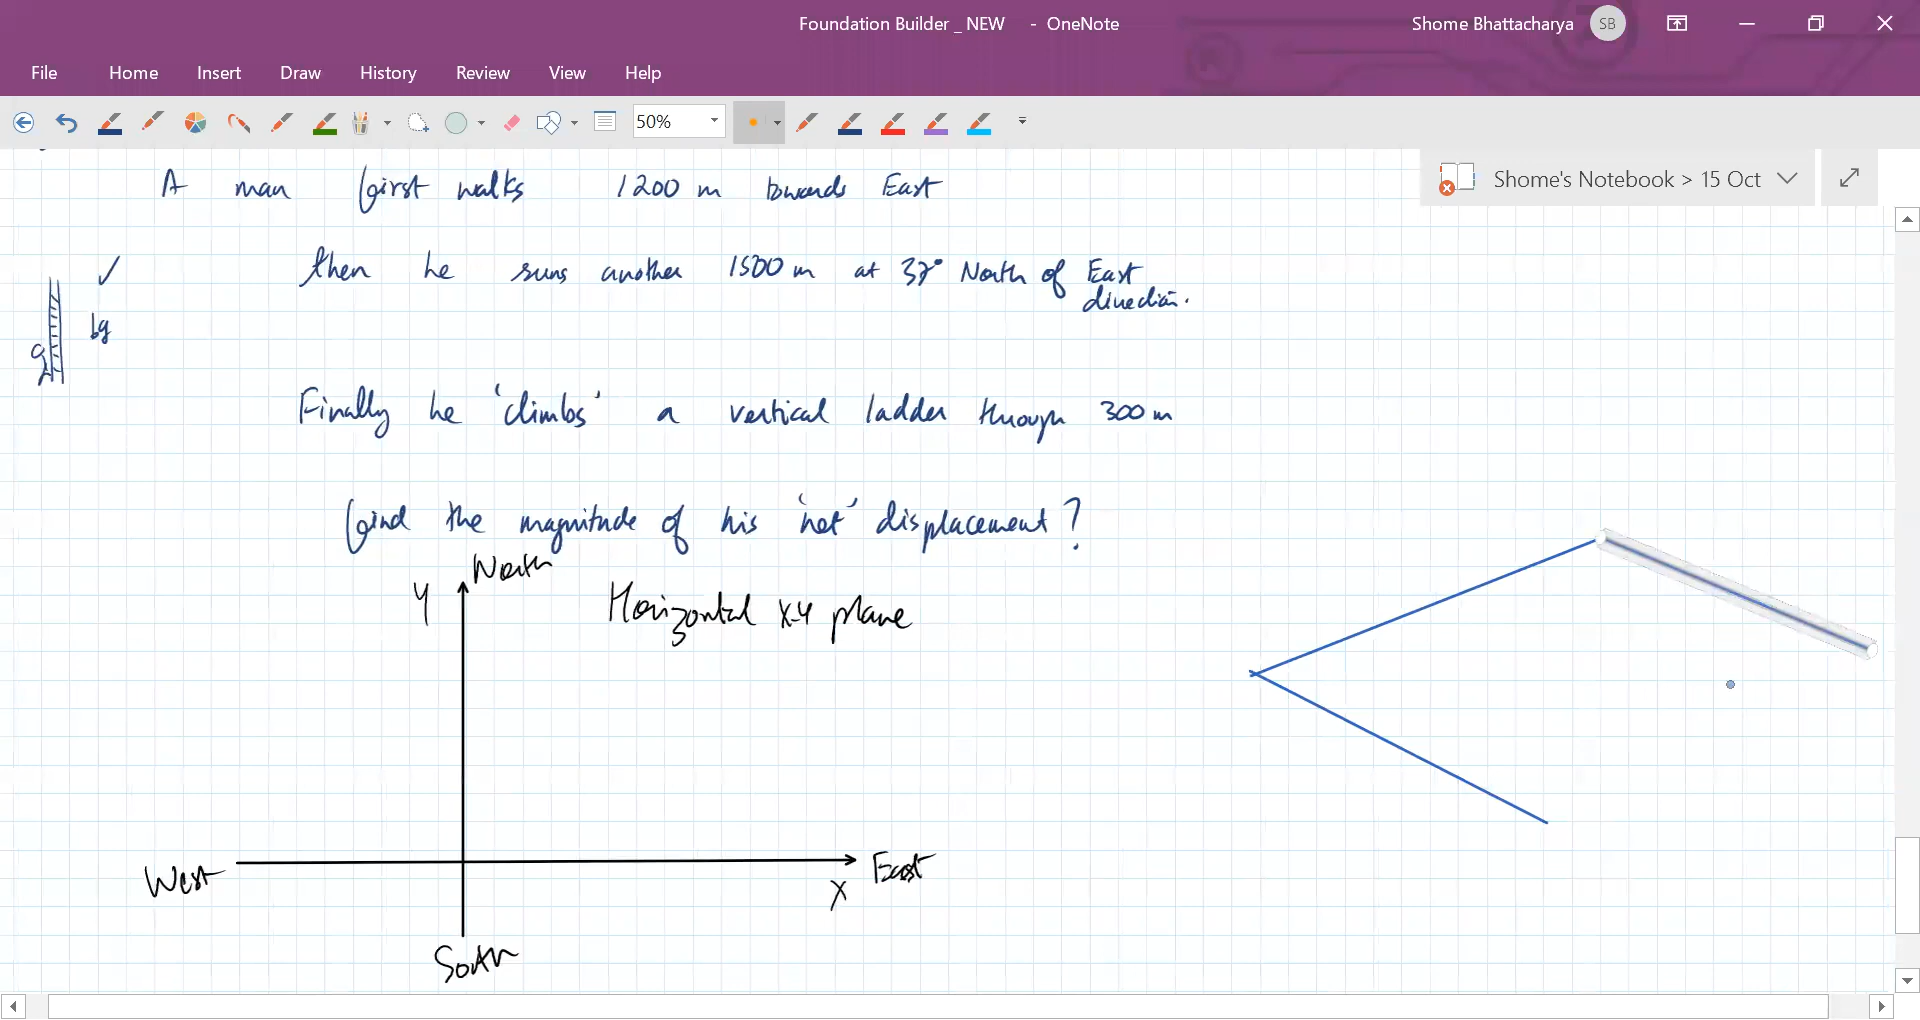 Foundation Builder _ NEW - OneNote
Shome Bhattacharya SB
File Home Insert Draw History Review View Help
50%
Shome's Notebook > 15 Oct
A man first walks 1200 m towards East
then he runs another 1500 m at 37° North of East
direction.
Finally he 'climbs' a vertical ladder through 300 m
find the magnitude of his 'net' displacement?
North
Y
Horizontal X-Y plane
West
East
X
South